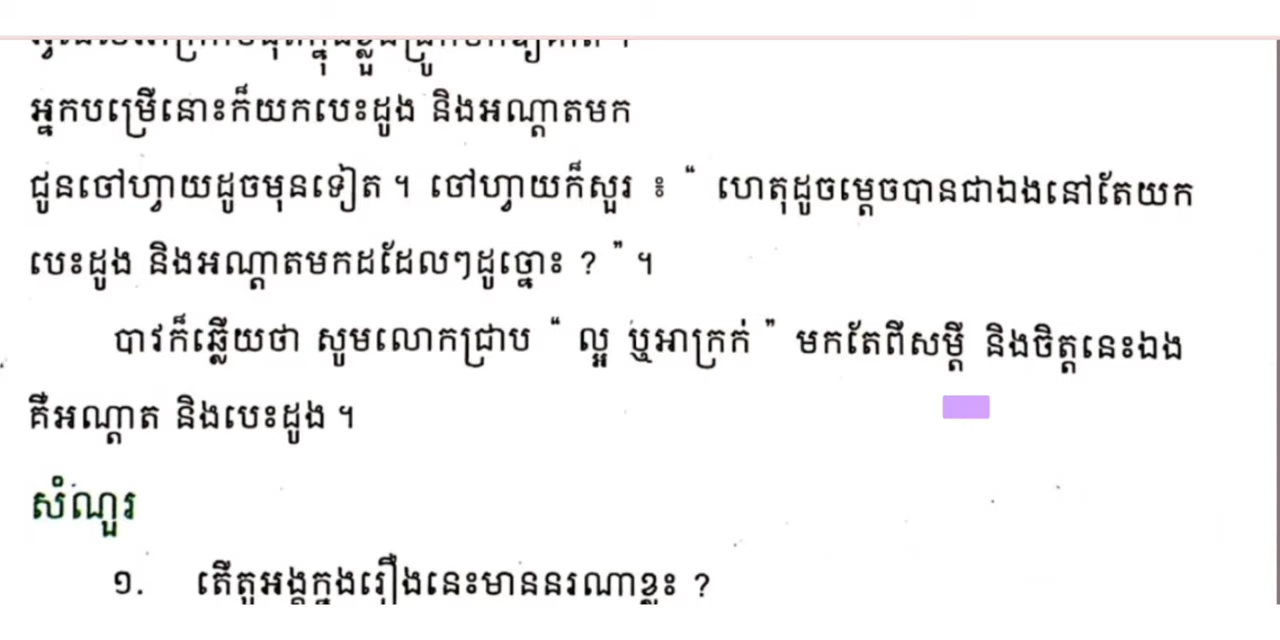 អ្នកបម្រើនោះក៏យកបេះដូង និងអណ្តាតមក
ជូនចៅហ្វាយដូចមុនទៀត ។ ចៅហ្វាយក៏សួរ ៖ “ ហេតុដូចម្តេចបានជាឯងនៅតែយក
បេះដូង និងអណ្តាតមកដដែលៗដូច្នោះ ? ” ។
បាវក៏ឆ្លើយថា សូមលោកជ្រាប “ ល្អ ឬអាក្រក់ ” មកតែពីសម្តី និងចិត្តនេះឯង
គឺអណ្តាត និងបេះដូង ។
សំណួរ
១. តើតួអង្គក្នុងរឿងនេះមាននរណាខ្លះ ?